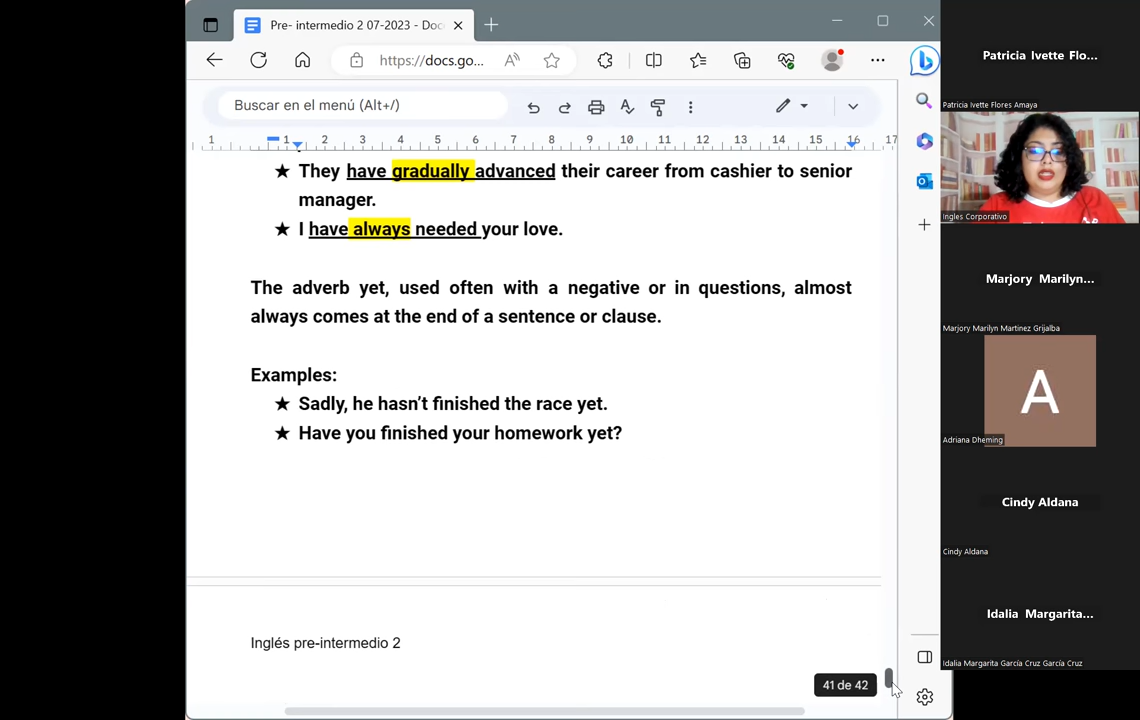 Pre- intermedio 2 07-2023 - Doc
https://docs.go...
Buscar en el menú (Alt+/)
1 1 2 3 4 5 6 7 8 9 10 11 12 13 14 15 16 17
★ They have gradually advanced their career from cashier to senior
manager.
★ I have always needed your love.
The adverb yet, used often with a negative or in questions, almost
always comes at the end of a sentence or clause.
Examples:
★ Sadly, he hasn't finished the race yet.
★ Have you finished your homework yet?
Inglés pre-intermedio 2
41 de 42
Patricia Ivette Flo...
Patricia Ivette Flores Amaya
Ingles Corporativo
Marjory Marilyn...
Marjory Marilyn Martinez Grijalba
A
Adriana Dheming
Cindy Aldana
Cindy Aldana
Idalia Margarita...
Idalia Margarita García Cruz García Cruz